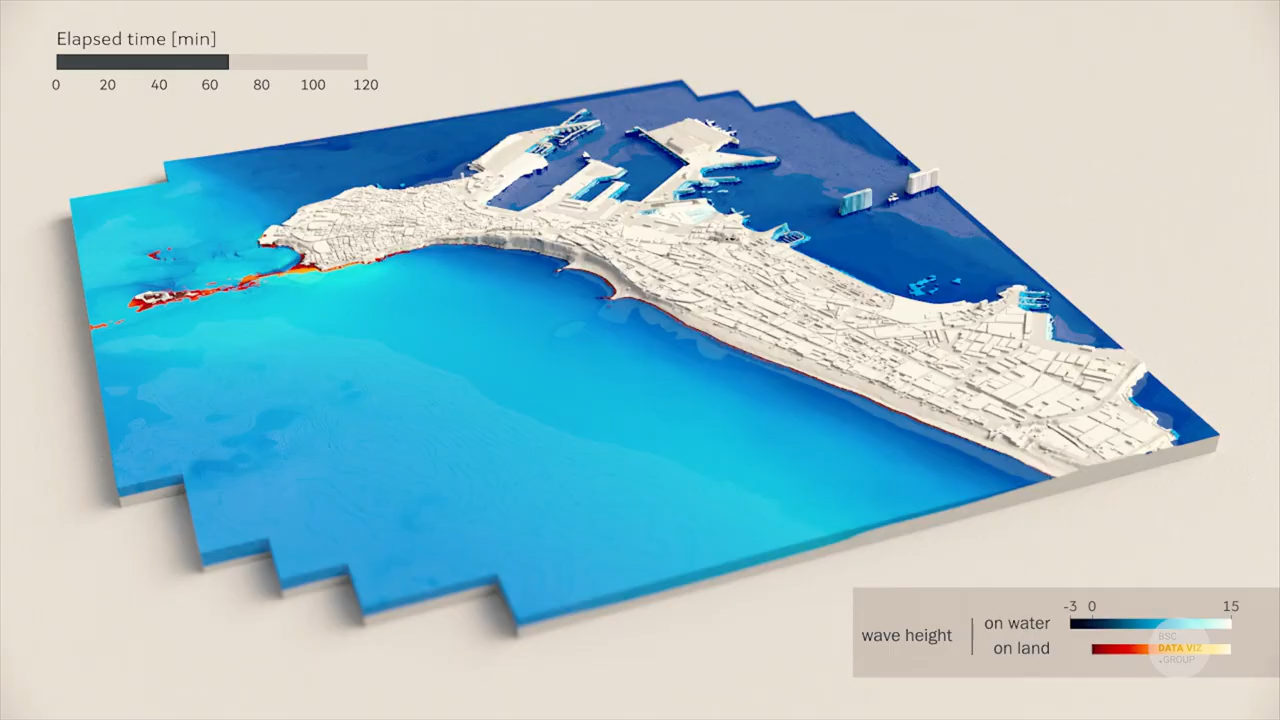 Elapsed time [min]
0 20 40 60 80 100 120
-3 0 15
wave height
on water
on land
BSC
DATA VIZ
.GROUP